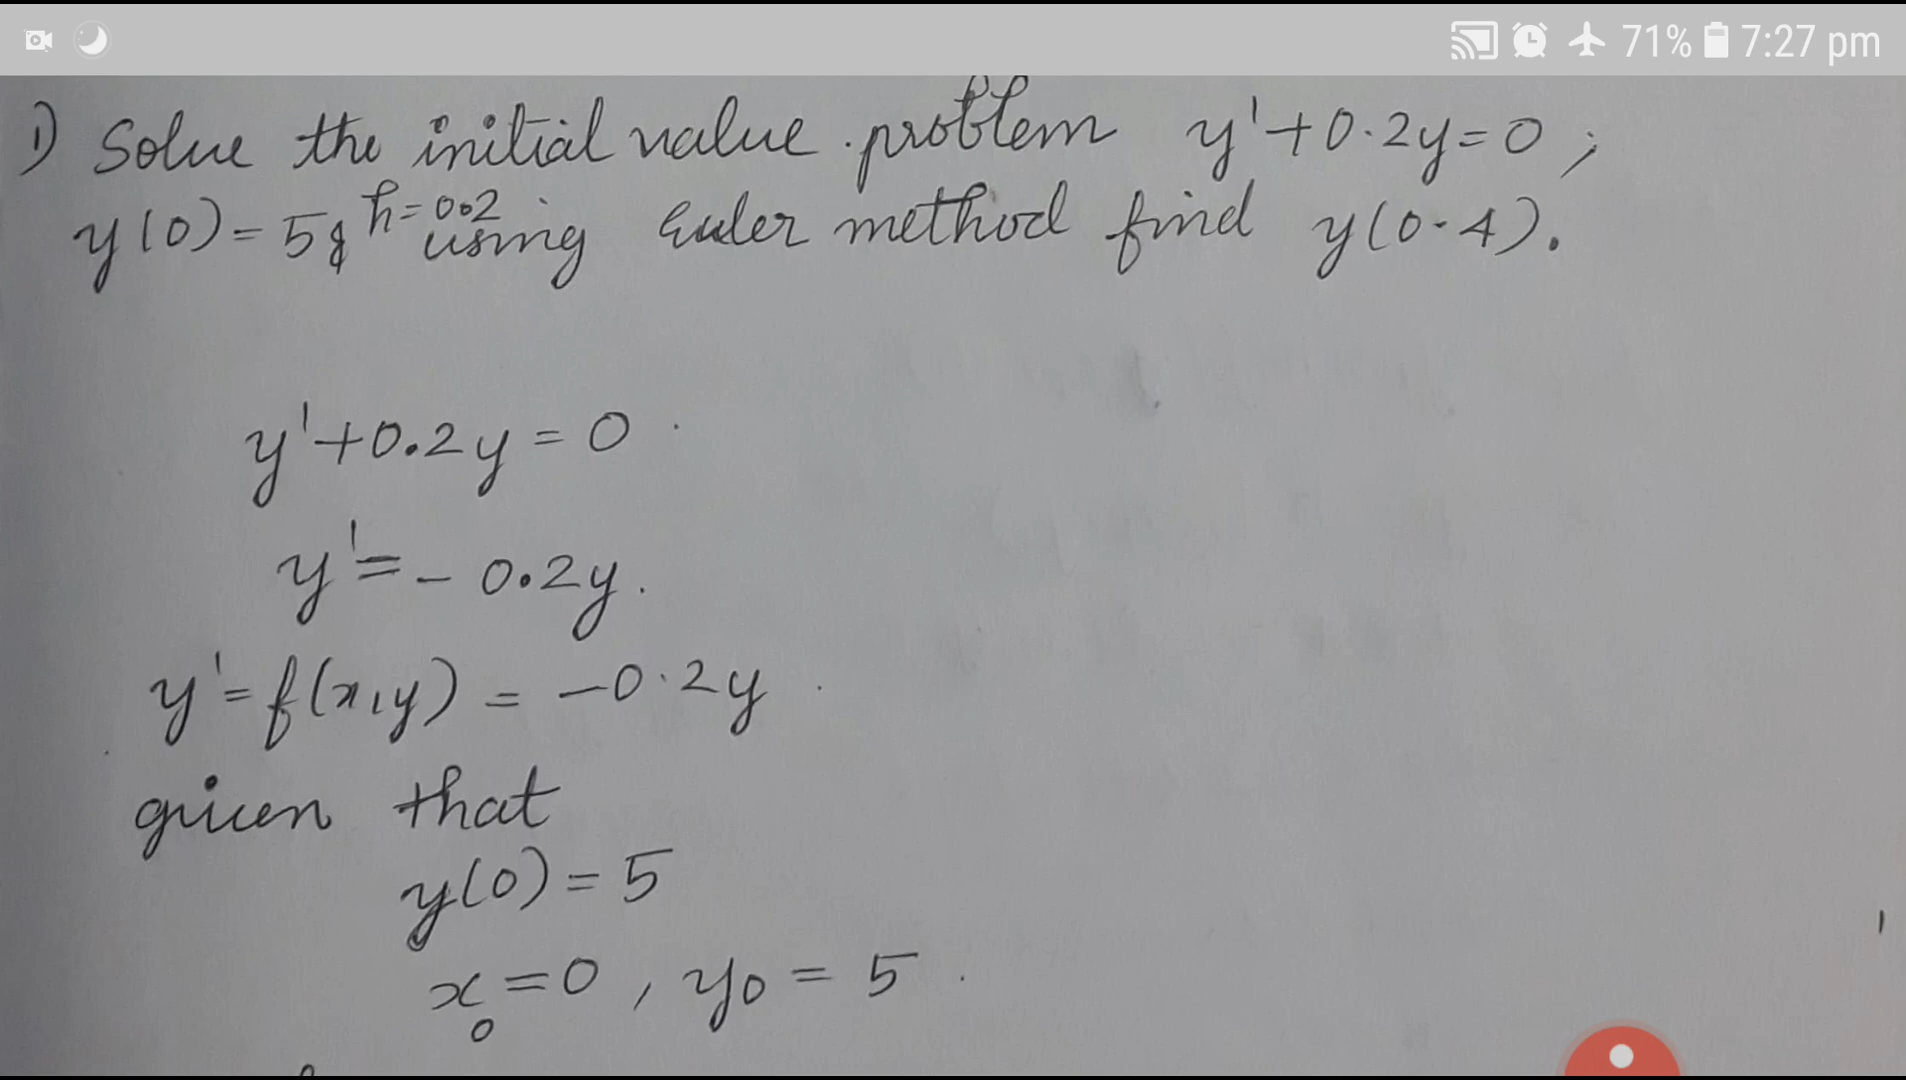 71% 7:27 pm
1) Solve the initial value problem y'+0.2y=0;
y(0)=5 & h=0.2 using Euler method find y(0.4).
y'+0.2y=0
y'=-0.2y.
y'=f(x,y)=-0.2y
given that
y(0)=5
x₀=0, y₀=5.